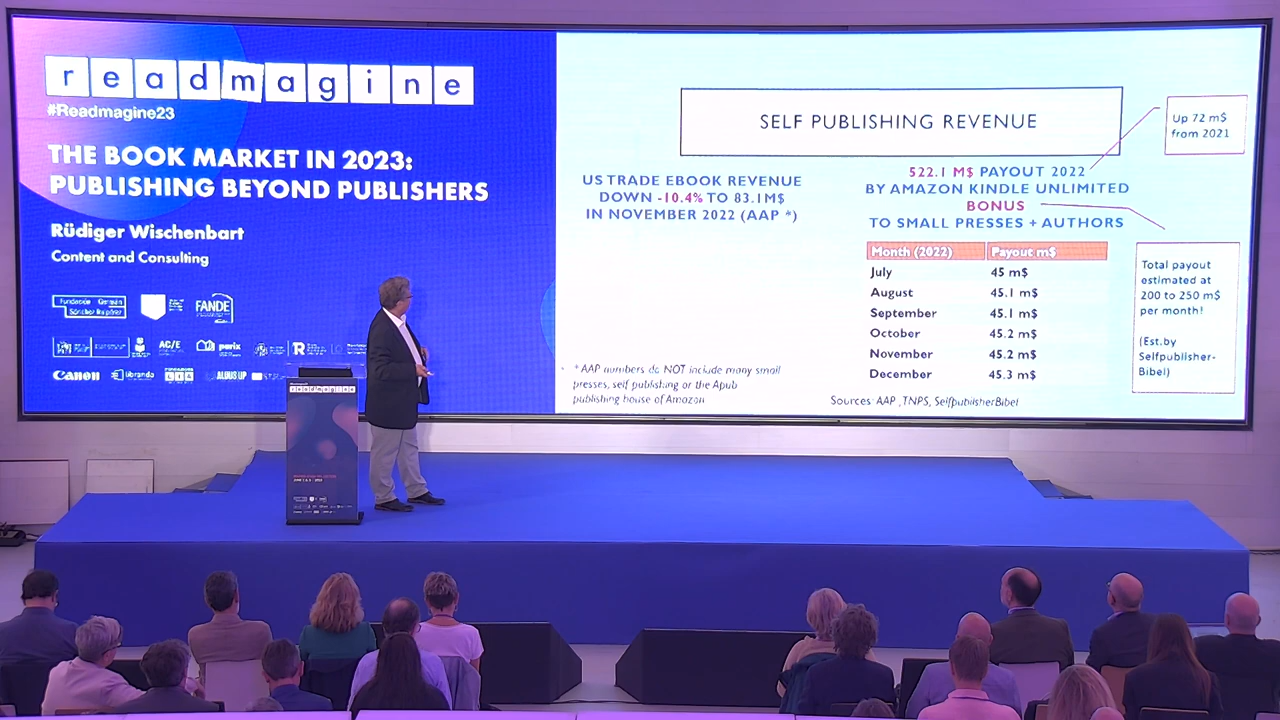 readmagine
#Readmagine23
THE BOOK MARKET IN 2023:
PUBLISHING BEYOND PUBLISHERS
Rüdiger Wischenbart
Content and Consulting
FANDE
AC/E
Canon
libranda
ALDUS UP
readmagine
SELF PUBLISHING REVENUE
Up 72 m$
from 2021
US TRADE EBOOK REVENUE
DOWN -10.4% TO 83.1M$
IN NOVEMBER 2022 (AAP *)
522.1 M$ PAYOUT 2022
BY AMAZON KINDLE UNLIMITED
BONUS
TO SMALL PRESSES + AUTHORS
Month (2022) Payout m$
July 45 m$
August 45.1 m$
September 45.1 m$
October 45.2 m$
November 45.2 m$
December 45.3 m$
Total payout
estimated at
200 to 250 m$
per month!
(Est.by
Selfpublisher-
Bibel)
* AAP numbers do NOT include many small
presses, self publishing or the Apub
publishing house of Amazon
Sources AAP ,TNPS, SelfpublisherBibel